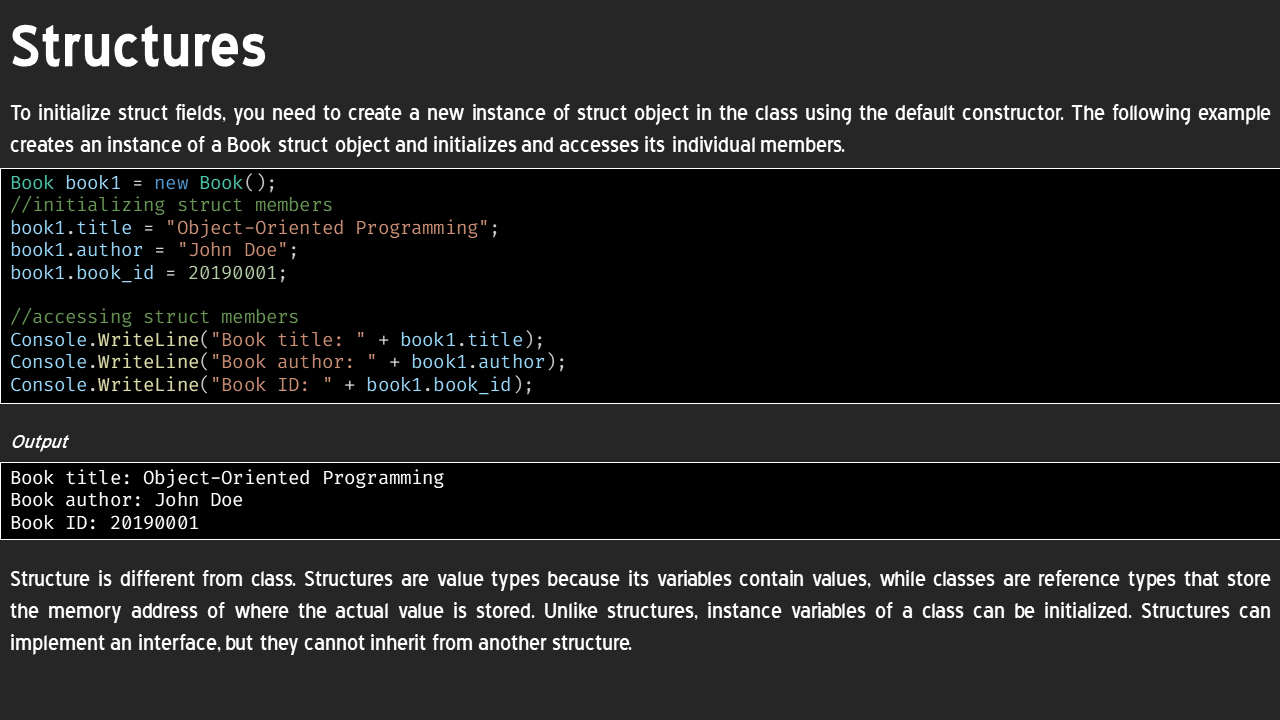 Structures
To initialize struct fields, you need to create a new instance of struct object in the class using the default constructor. The following example
creates an instance of a Book struct object and initializes and accesses its individual members.
Book book1 = new Book();
//initializing struct members
book1.title = "Object-Oriented Programming";
book1.author = "John Doe";
book1.book_id = 20190001;
//accessing struct members
Console.WriteLine("Book title: " + book1.title);
Console.WriteLine("Book author: " + book1.author);
Console.WriteLine("Book ID: " + book1.book_id);
Output
Book title: Object-Oriented Programming
Book author: John Doe
Book ID: 20190001
Structure is different from class. Structures are value types because its variables contain values, while classes are reference types that store
the memory address of where the actual value is stored. Unlike structures, instance variables of a class can be initialized. Structures can
implement an interface, but they cannot inherit from another structure.